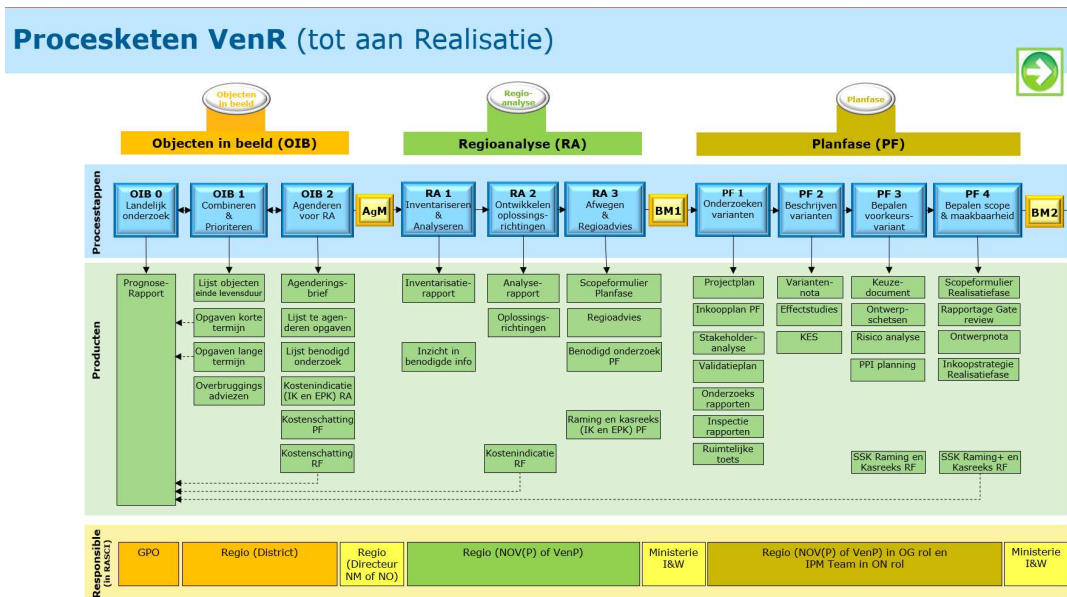 Procesketen VenR (tot aan Realisatie)
Objecten
in beeld
Regio-
analyse
Planfase
Objecten in beeld (OIB)
Regioanalyse (RA)
Planfase (PF)
Processtappen
OIB 0
Landelijk
onderzoek
OIB 1
Combineren
&
Prioriteren
OIB 2
Agenderen
voor RA
AgM
RA 1
Inventariseren
&
Analyseren
RA 2
Ontwikkelen
oplossings-
richtingen
RA 3
Afwegen
&
Regioadvies
BM1
PF 1
Onderzoeken
varianten
PF 2
Beschrijven
varianten
PF 3
Bepalen
voorkeurs-
variant
PF 4
Bepalen scope
& maakbaarheid
BM2
Producten
Prognose-
Rapport
Lijst objecten
einde levensduur
Opgaven korte
termijn
Opgaven lange
termijn
Overbruggings
adviezen
Agenderings-
brief
Lijst te agen-
deren opgaven
Lijst benodigd
onderzoek
Kostenindicatie
(IK en EPK) RA
Kostenschatting
PF
Kostenschatting
RF
Inventarisatie-
rapport
Inzicht in
benodigde info
Analyse-
rapport
Oplossings-
richtingen
Kostenindicatie
RF
Scopeformulier
Planfase
Regioadvies
Benodigd onderzoek
PF
Raming en kasreeks
(IK en EPK) PF
Projectplan
Inkoopplan PF
Stakeholder-
analyse
Validatieplan
Onderzoeks
rapporten
Inspectie
rapporten
Ruimtelijke
toets
Varianten-
nota
Effectstudies
KES
Keuze-
document
Ontwerp-
schetsen
Risico analyse
PPI planning
SSK Raming en
Kasreeks RF
Scopeformulier
Realisatiefase
Rapportage Gate
review
Ontwerpnota
Inkoopstrategie
Realisatiefase
SSK Raming+ en
Kasreeks RF
Responsible
(in RASCI)
GPO
Regio (District)
Regio
(Directeur
NM of NO)
Regio (NOV(P) of VenP)
Ministerie
I&W
Regio (NOV(P) of VenP) in OG rol en
IPM Team in ON rol
Ministerie
I&W